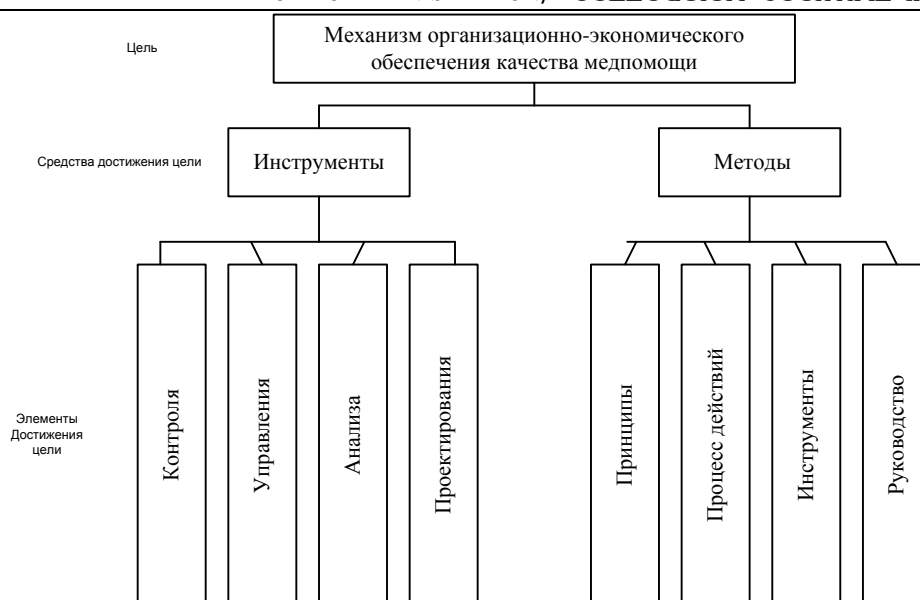 Цель
Механизм организационно-экономического
обеспечения качества медпомощи
Средства достижения цели
Инструменты
Методы
Элементы
Достижения
цели
Контроля
Управления
Анализа
Проектирования
Принципы
Процесс действий
Инструменты
Руководство